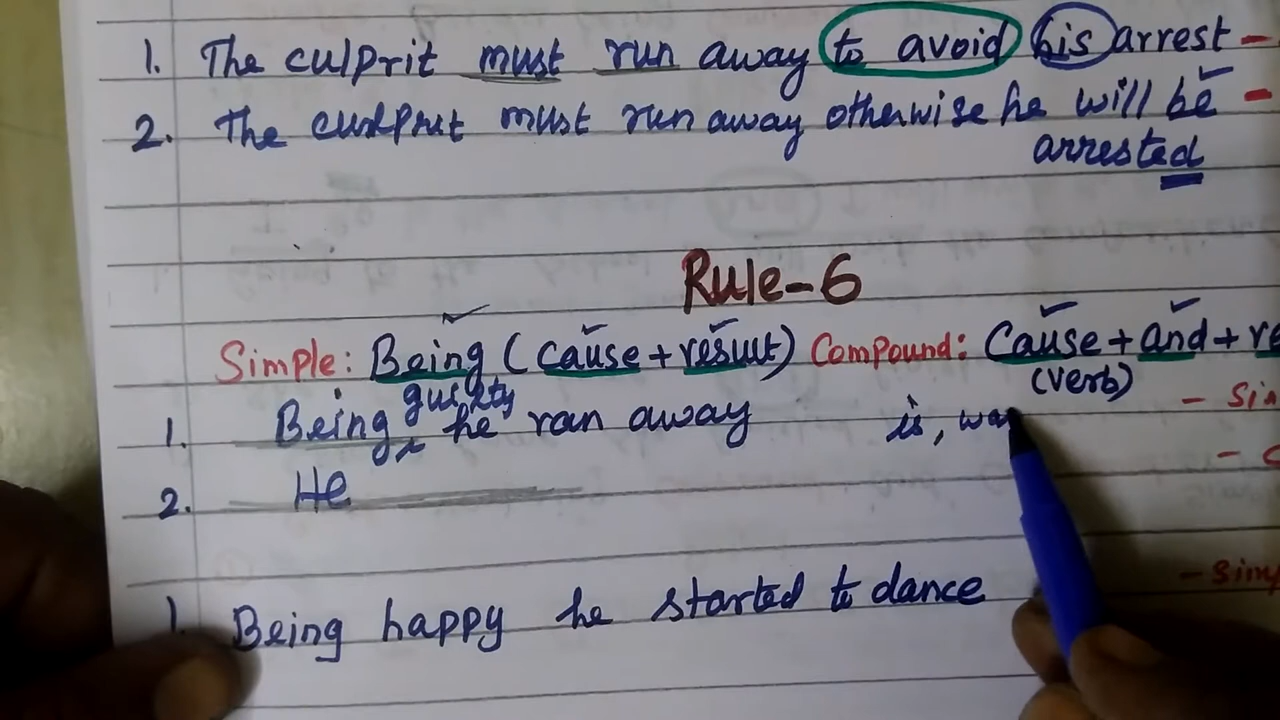 1. The culprit must run away to avoid his arrest -
2. The culprit must run away otherwise he will be -
arrested
Rule-6
Simple: Being (cause + result) Compound: Cause + and + re
(verb)
guilty
1. Being he ran away is, wa
- Sim
2. He
- C
1. Being happy he started to dance
- Simp